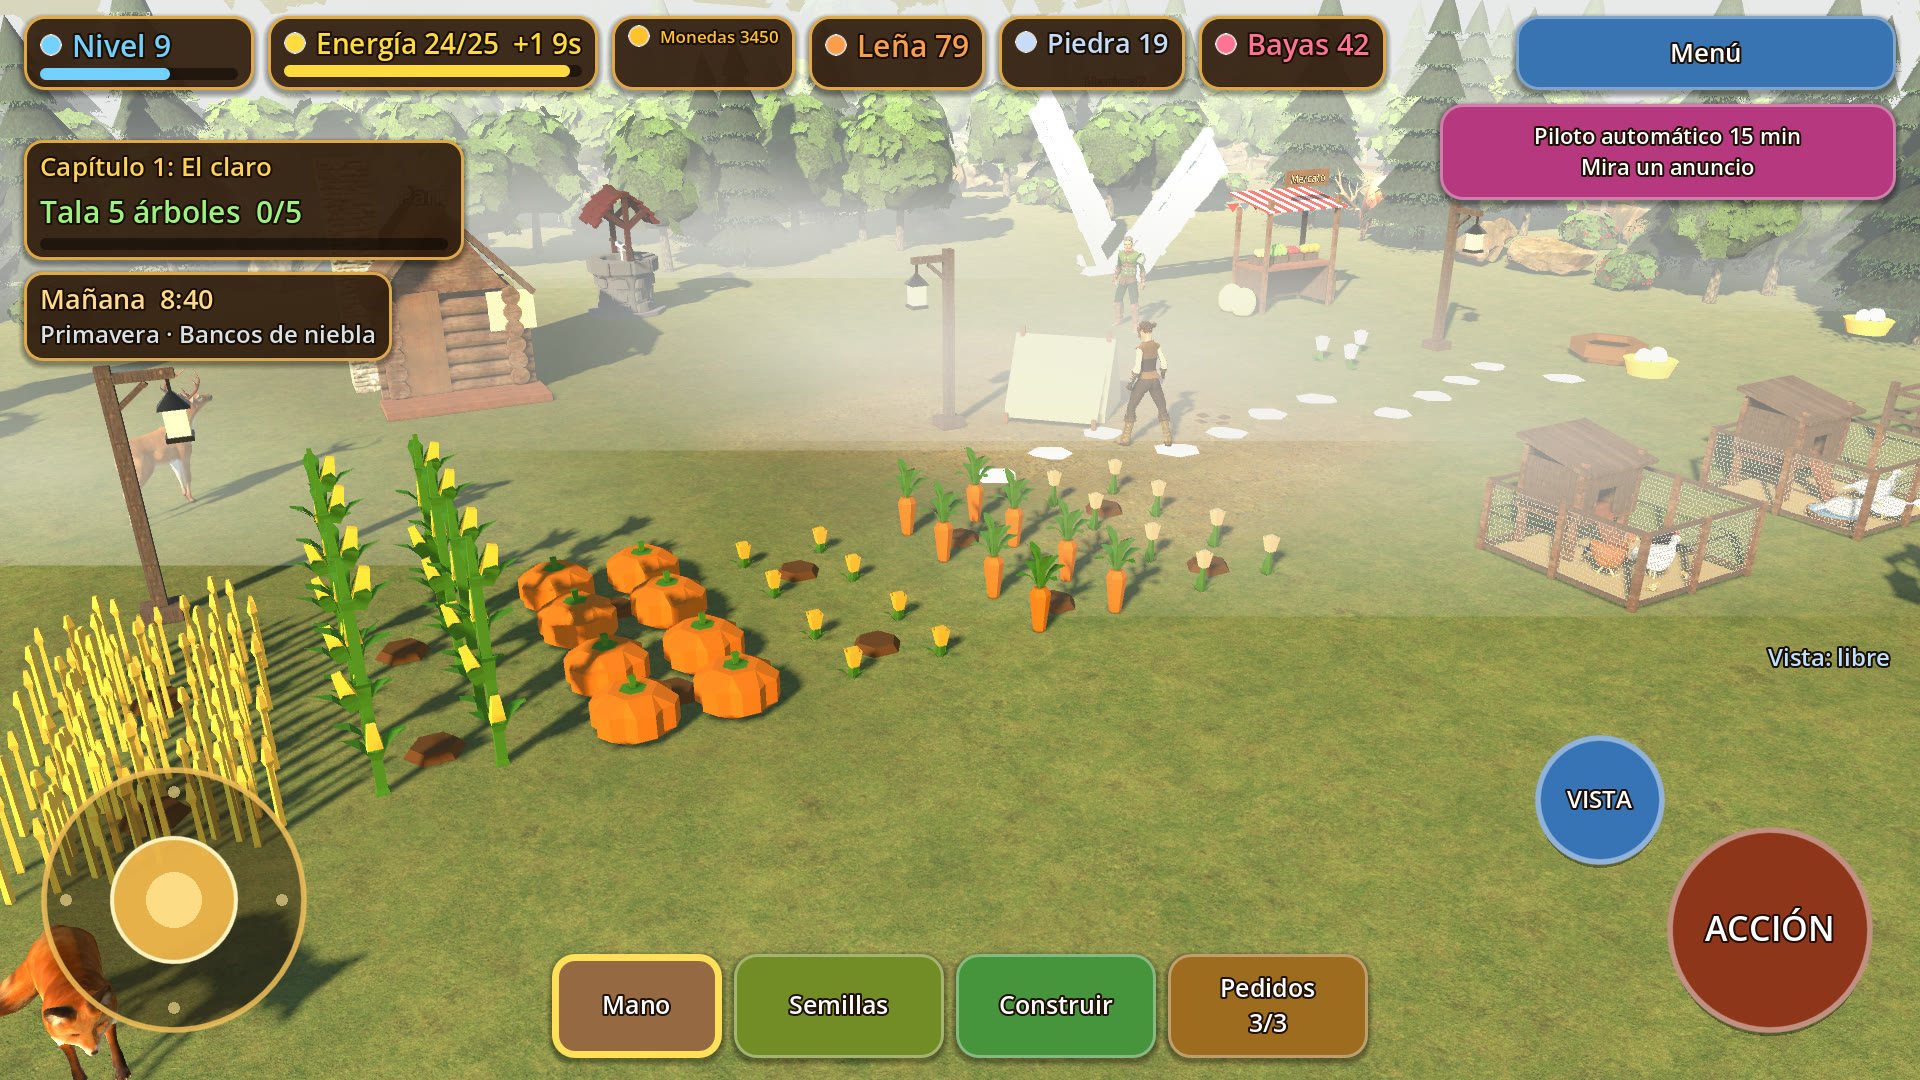 Nivel 9
Energía 24/25 +1 9s
Monedas 3450
Leña 79
Piedra 19
Bayas 42
Menú
Piloto automático 15 min
Mira un anuncio
Capítulo 1: El claro
Tala 5 árboles 0/5
Mañana 8:40
Primavera · Bancos de niebla
Mercato
Vista: libre
VISTA
ACCIÓN
Mano
Semillas
Construir
Pedidos
3/3